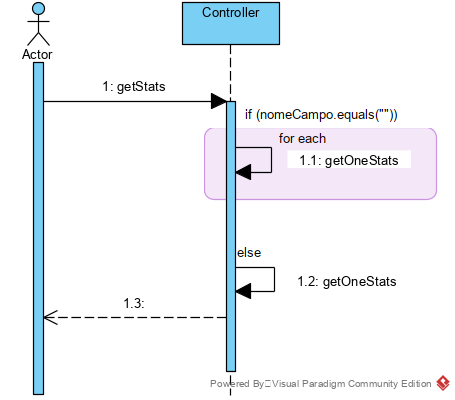 Controller
Actor
1: getStats
if (nomeCampo.equals(""))
for each
1.1: getOneStats
else
1.2: getOneStats
1.3:
Powered By Visual Paradigm Community Edition